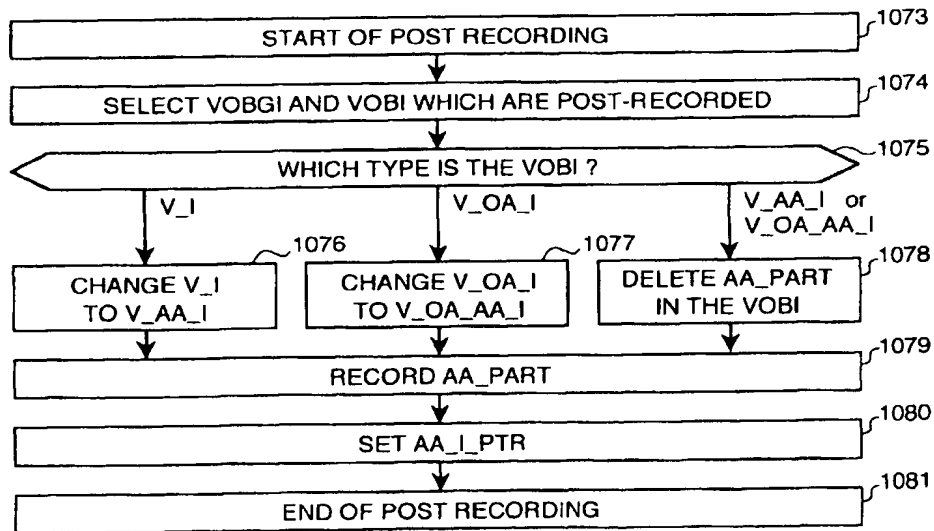 START OF POST RECORDING 1073
SELECT VOBGI AND VOBI WHICH ARE POST-RECORDED 1074
WHICH TYPE IS THE VOBI ? 1075
V_I
V_OA_I
V_AA_I or
V_OA_AA_I
1076
CHANGE V_I
TO V_AA_I
1077
CHANGE V_OA_I
TO V_OA_AA_I
1078
DELETE AA_PART
IN THE VOBI
RECORD AA_PART 1079
SET AA_I_PTR 1080
END OF POST RECORDING 1081